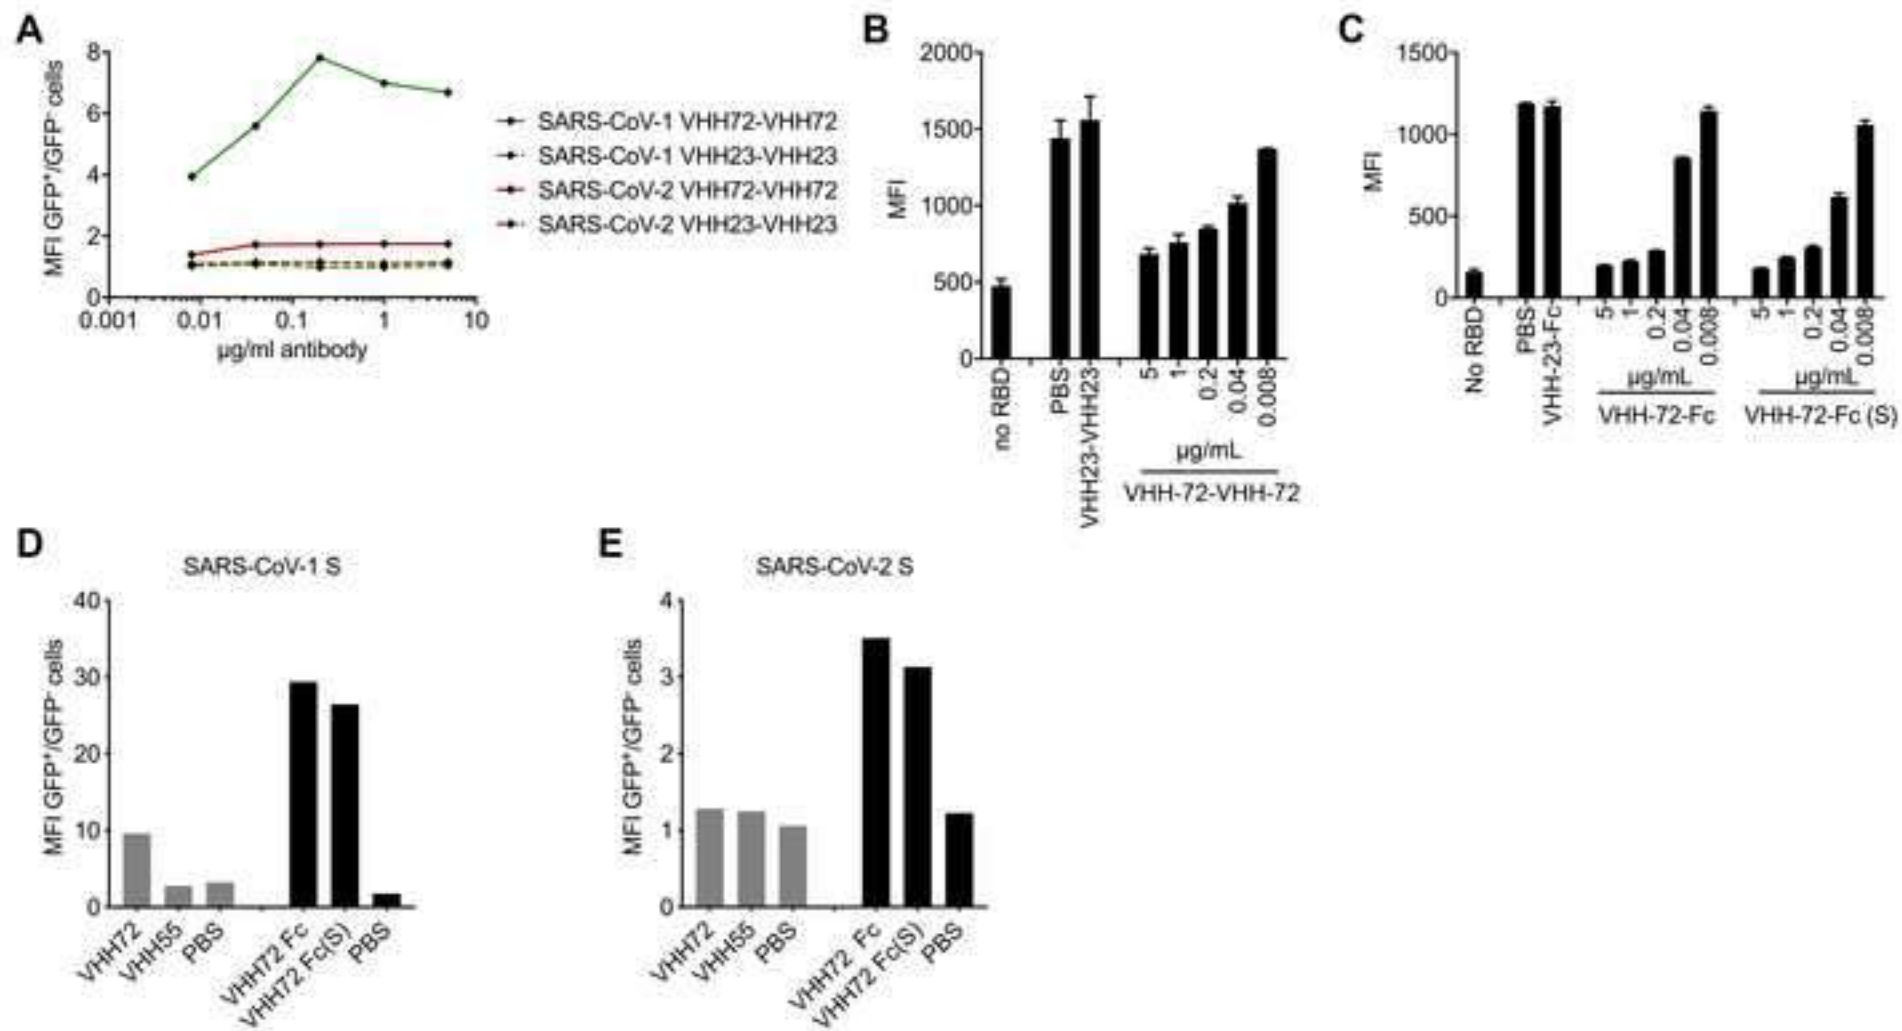 A
MFI GFP⁺/GFP⁻ cells
8
6
4
2
0
0.001 0.01 0.1 1 10
µg/ml antibody
SARS-CoV-1 VHH72-VHH72
SARS-CoV-1 VHH23-VHH23
SARS-CoV-2 VHH72-VHH72
SARS-CoV-2 VHH23-VHH23
B
MFI
2000
1500
1000
500
0
no RBD
PBS
VHH23-VHH23
5
1
0.2
0.04
0.008
µg/mL
VHH-72-VHH-72
C
MFI
1500
1000
500
0
No RBD
PBS
VHH-23-Fc
5
1
0.2
0.04
0.008
µg/mL
VHH-72-Fc
5
1
0.2
0.04
0.008
µg/mL
VHH-72-Fc (S)
D
SARS-CoV-1 S
MFI GFP⁺/GFP⁻ cells
40
30
20
10
0
VHH72
VHH55
PBS
VHH72 Fc
VHH72 Fc(S)
PBS
E
SARS-CoV-2 S
MFI GFP⁺/GFP⁻ cells
4
3
2
1
0
VHH72
VHH55
PBS
VHH72 Fc
VHH72 Fc(S)
PBS